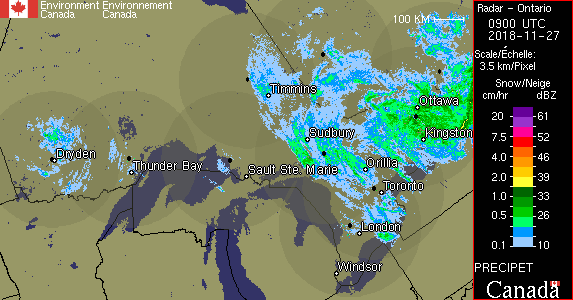 Environment Environnement
Canada Canada
100 KM
Radar - Ontario
0900 UTC
2018-11-27
Scale/Échelle:
3.5 km/Pixel
Snow/Neige
cm/hr dBZ
20 61
7.5 52
4.0 46
2.0 39
1.0 33
0.5 26
0.1 10
PRECIPET
Canada
Timmins
Ottawa
Sudbury
Kingston
Dryden
Thunder Bay
Sault Ste. Marie
Orillia
Toronto
London
Windsor